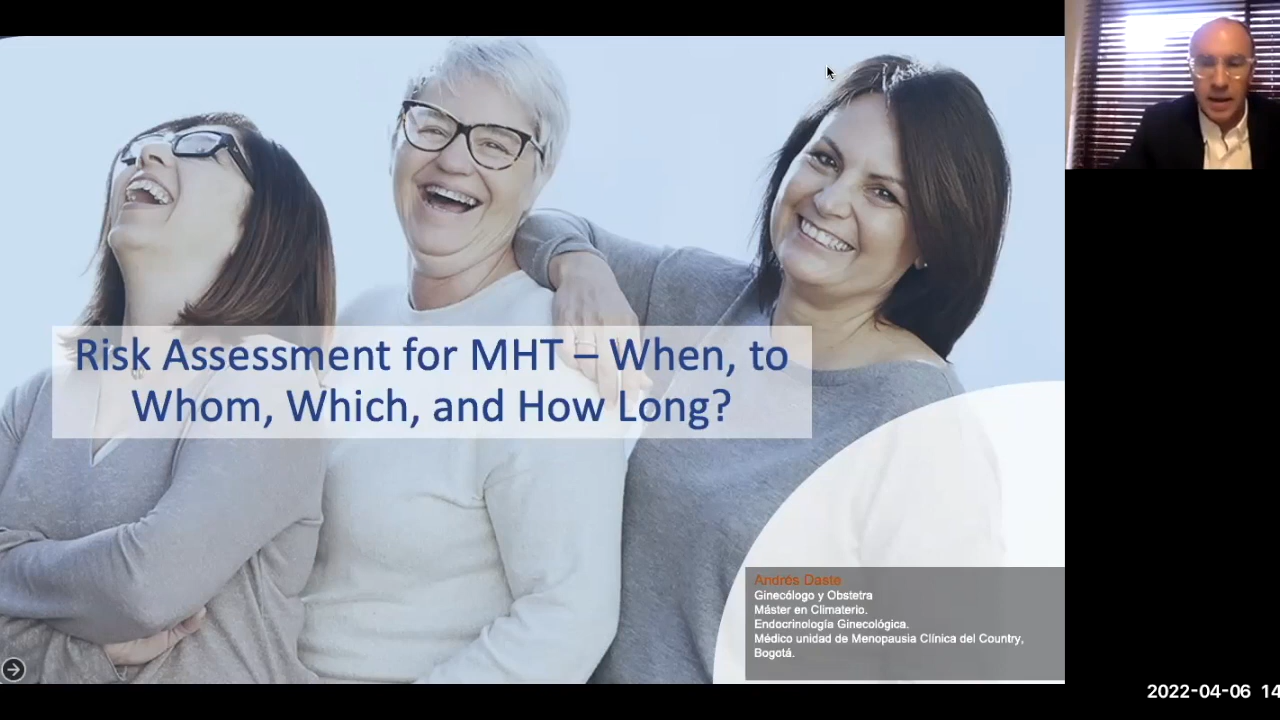 Risk Assessment for MHT – When, to
Whom, Which, and How Long?
Andrés Daste
Ginecólogo y Obstetra
Máster en Climaterio.
Endocrinología Ginecológica.
Médico unidad de Menopausia Clínica del Country,
Bogotá.
2022-04-06 14